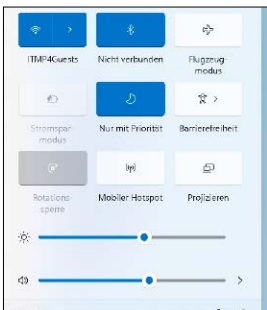 ITMP4Guests
Nicht verbunden
Flugzeug-
modus
Stromspar-
modus
Nur mit Priorität
Barrierefreiheit
Rotations-
sperre
Mobiler Hotspot
Projizieren